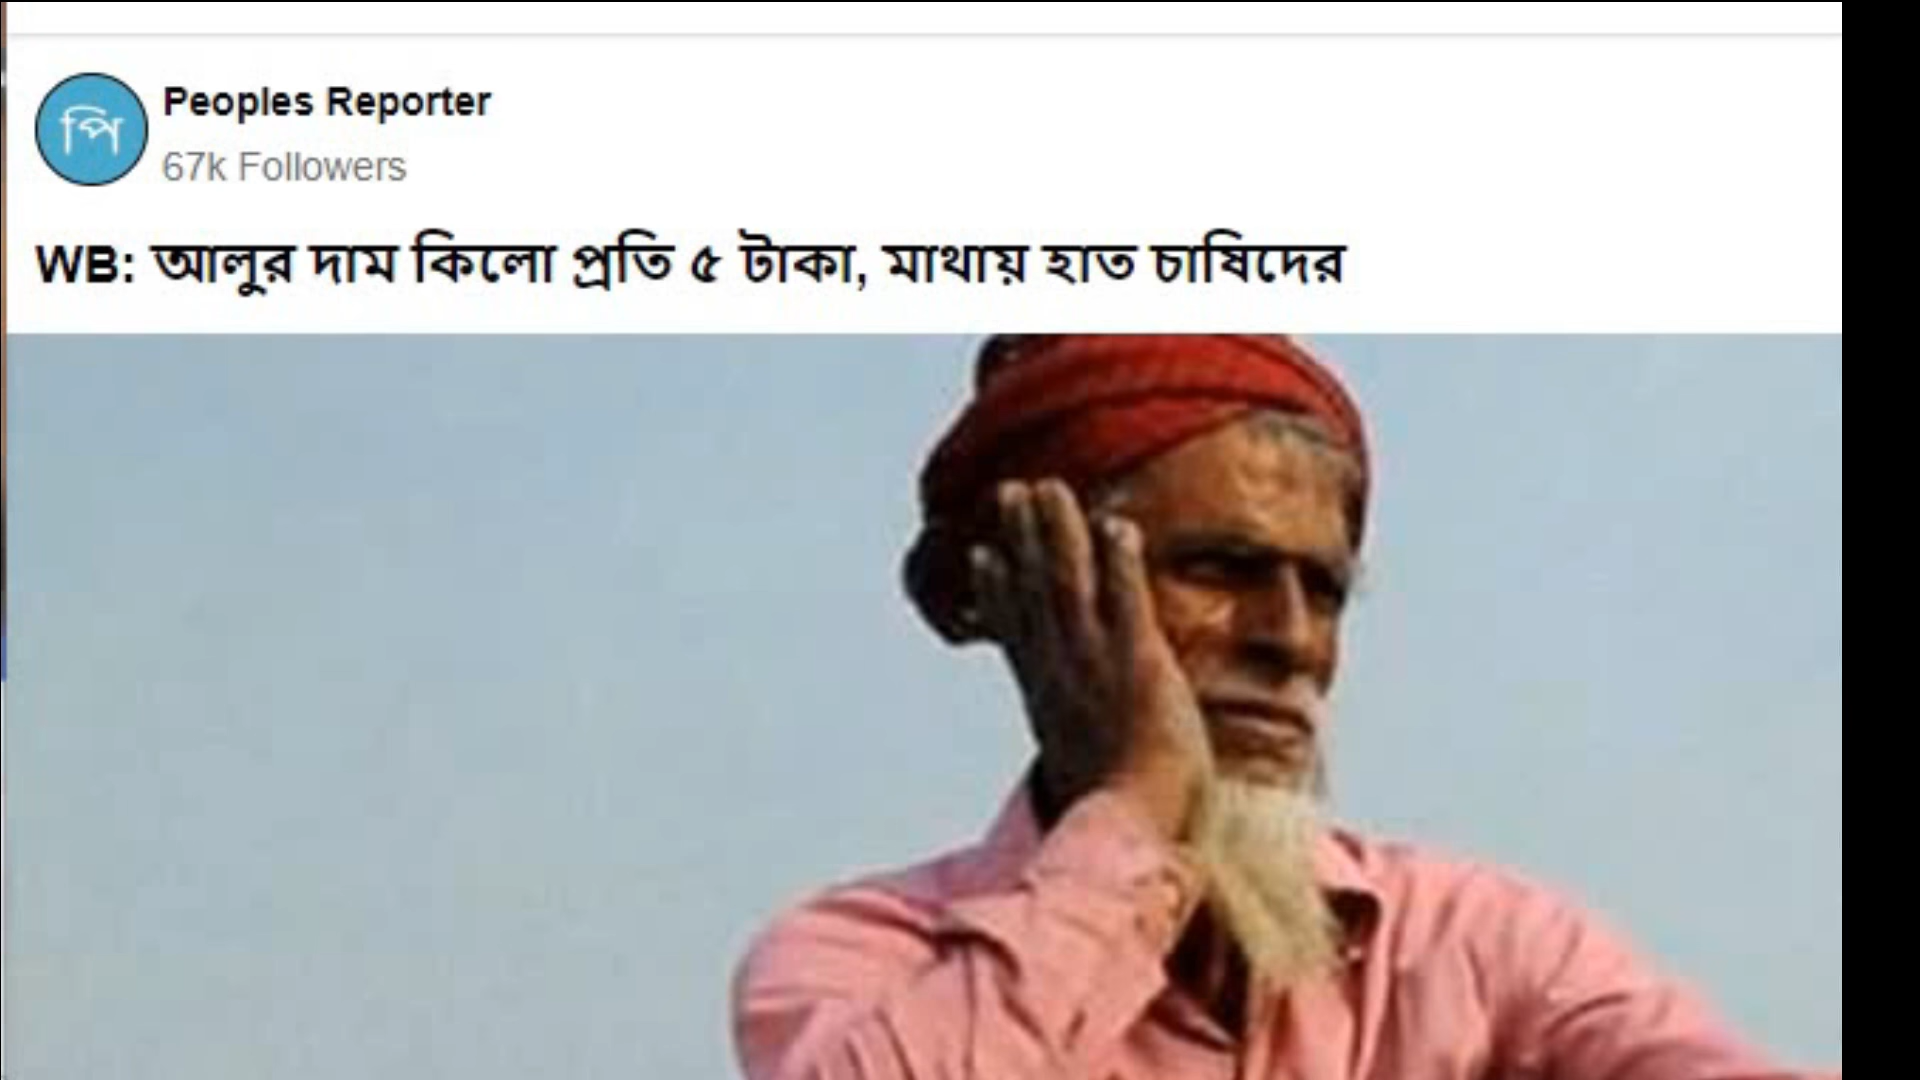 পি
Peoples Reporter
67k Followers
WB: আলুর দাম কিলো প্রতি ৫ টাকা, মাথায় হাত চাষিদের